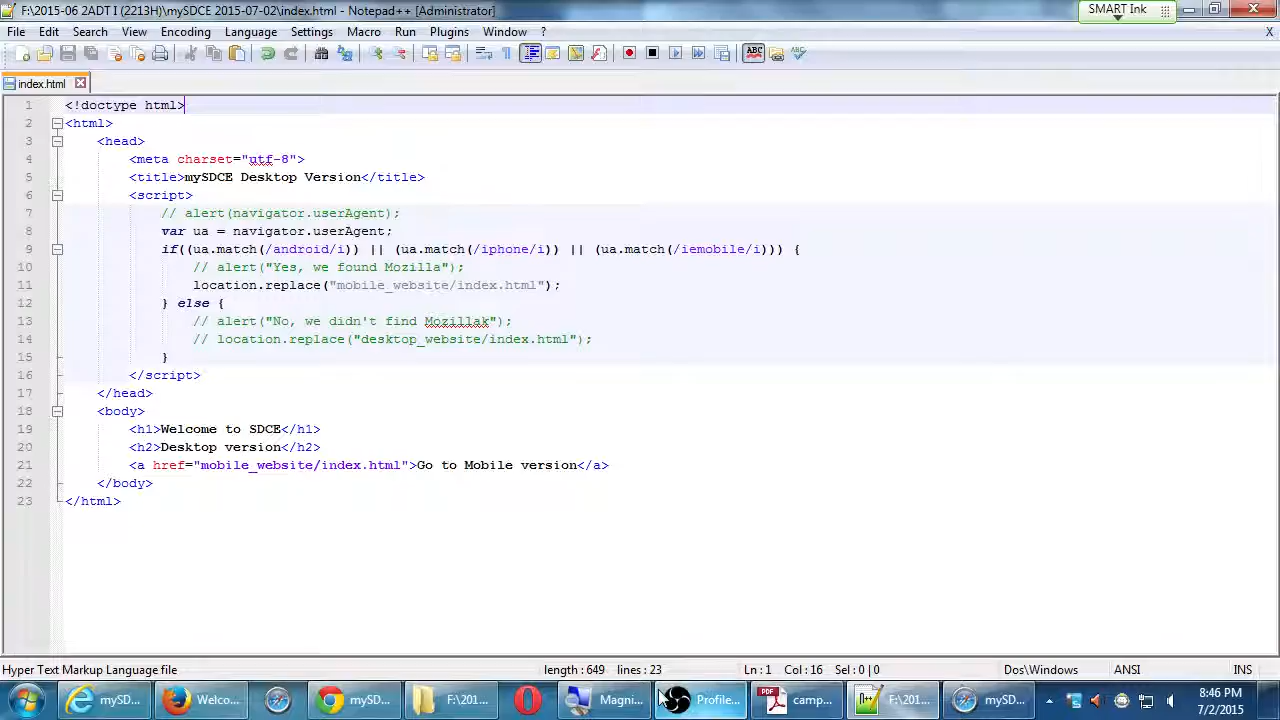 F:\2015-06 2ADT I (2213H)\mySDCE 2015-07-02\index.html - Notepad++ [Administrator]
SMART Ink
File Edit Search View Encoding Language Settings Macro Run Plugins Window ? X
ABC
index.html
1 <!doctype html>
2 <html>
3 <head>
4 <meta charset="utf-8">
5 <title>mySDCE Desktop Version</title>
6 <script>
7 // alert(navigator.userAgent);
8 var ua = navigator.userAgent;
9 if((ua.match(/android/i)) || (ua.match(/iphone/i)) || (ua.match(/iemobile/i))) {
10 // alert("Yes, we found Mozilla");
11 location.replace("mobile_website/index.html");
12 } else {
13 // alert("No, we didn't find Mozillak");
14 // location.replace("desktop_website/index.html");
15 }
16 </script>
17 </head>
18 <body>
19 <h1>Welcome to SDCE</h1>
20 <h2>Desktop version</h2>
21 <a href="mobile_website/index.html">Go to Mobile version</a>
22 </body>
23 </html>
Hyper Text Markup Language file length : 649 lines : 23 Ln : 1 Col : 16 Sel : 0 | 0 Dos\Windows ANSI INS
mySD... Welco... mySD... F:\201... Magni... Profile... PDF camp... F:\201... mySD... 8:46 PM
7/2/2015